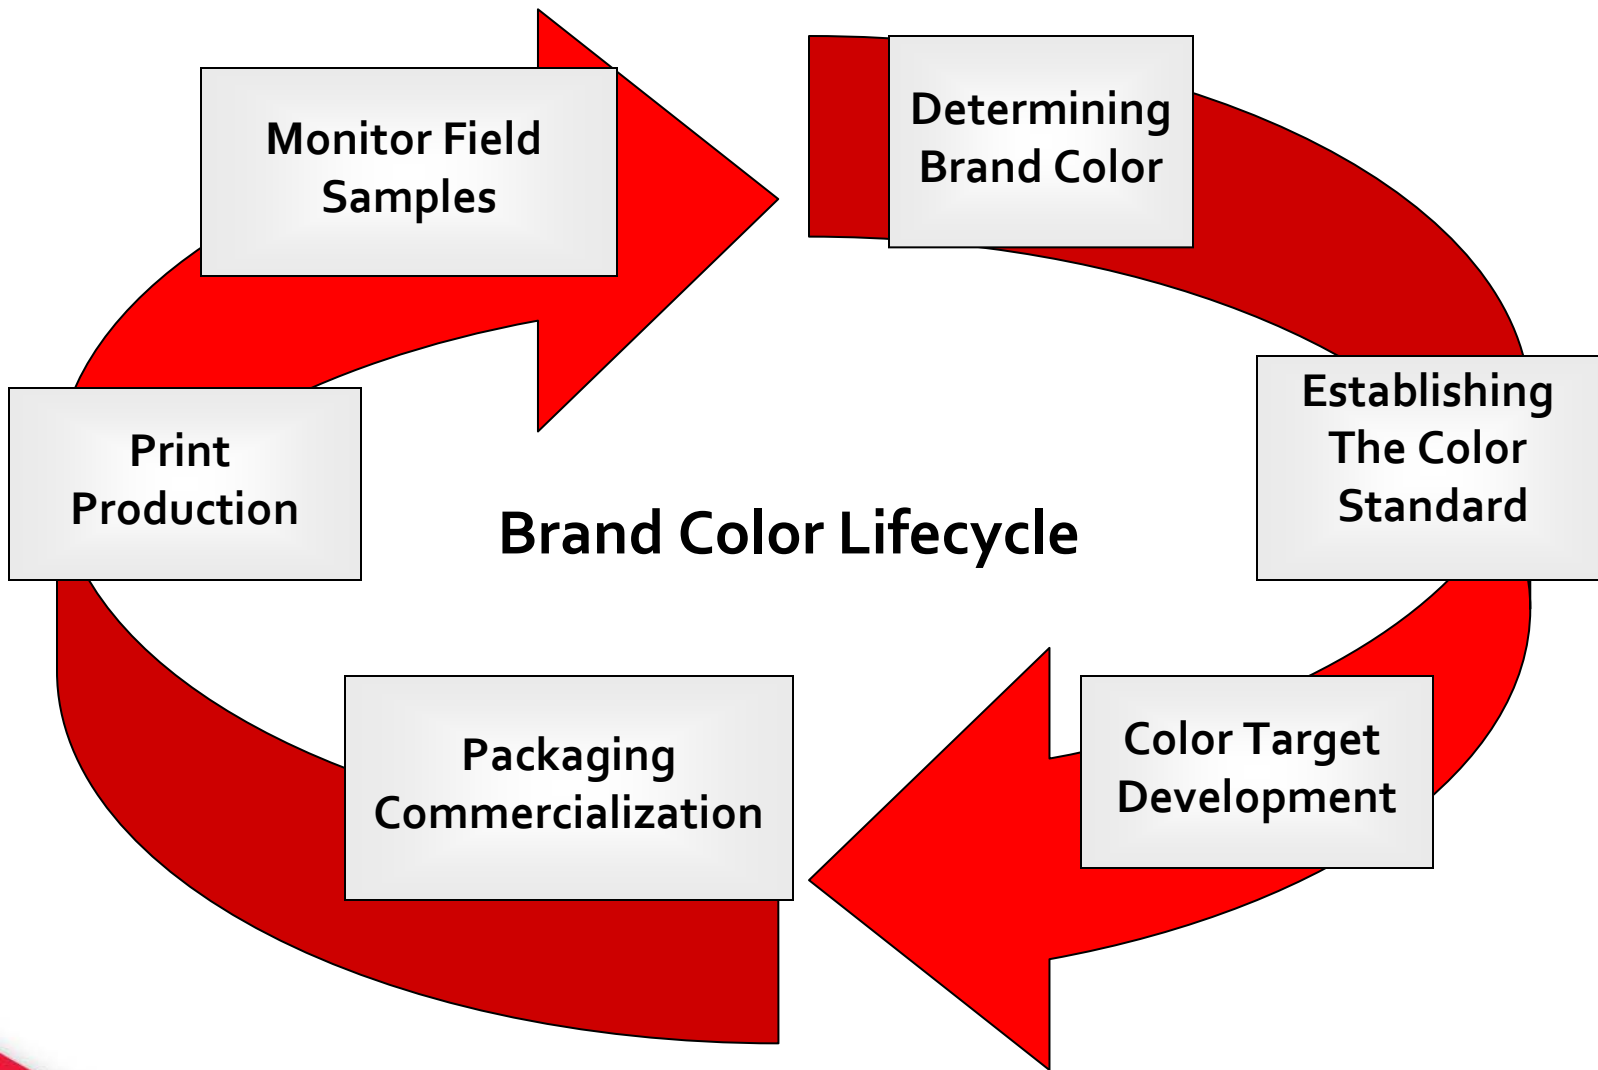 Determining
Brand Color
Establishing
The Color
Standard
Color Target
Development
Packaging
Commercialization
Print
Production
Monitor Field
Samples
Brand Color Lifecycle